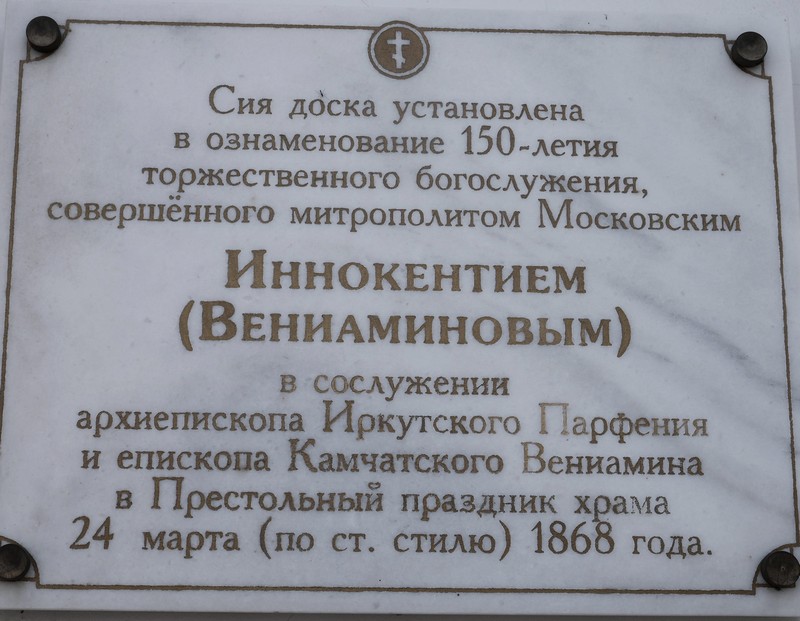 Сия доска установлена
в ознаменование 150-летия
торжественного богослужения,
совершённого митрополитом Московским
Иннокентием
(Вениаминовым)
в сослужении
архиепископа Иркутского Парфения
и епископа Камчатского Вениамина
в Престольный праздник храма
24 марта (по ст. стилю) 1868 года.